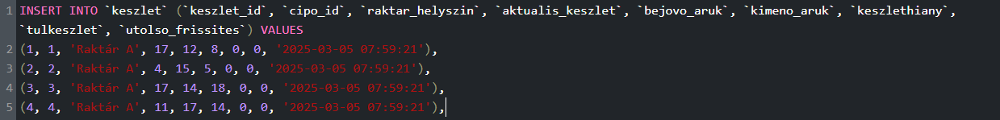 1 INSERT INTO `keszlet` (`keszlet_id`, `cipo_id`, `raktar_helyszin`, `aktualis_keszlet`, `bejovo_aruk`, `kimeno_aruk`, `keszlethiany`,
`tulkeszlet`, `utolso_frissites`) VALUES
2 (1, 1, 'Raktár A', 17, 12, 8, 0, 0, '2025-03-05 07:59:21'),
3 (2, 2, 'Raktár A', 4, 15, 5, 0, 0, '2025-03-05 07:59:21'),
4 (3, 3, 'Raktár A', 17, 14, 18, 0, 0, '2025-03-05 07:59:21'),
5 (4, 4, 'Raktár A', 11, 17, 14, 0, 0, '2025-03-05 07:59:21'),